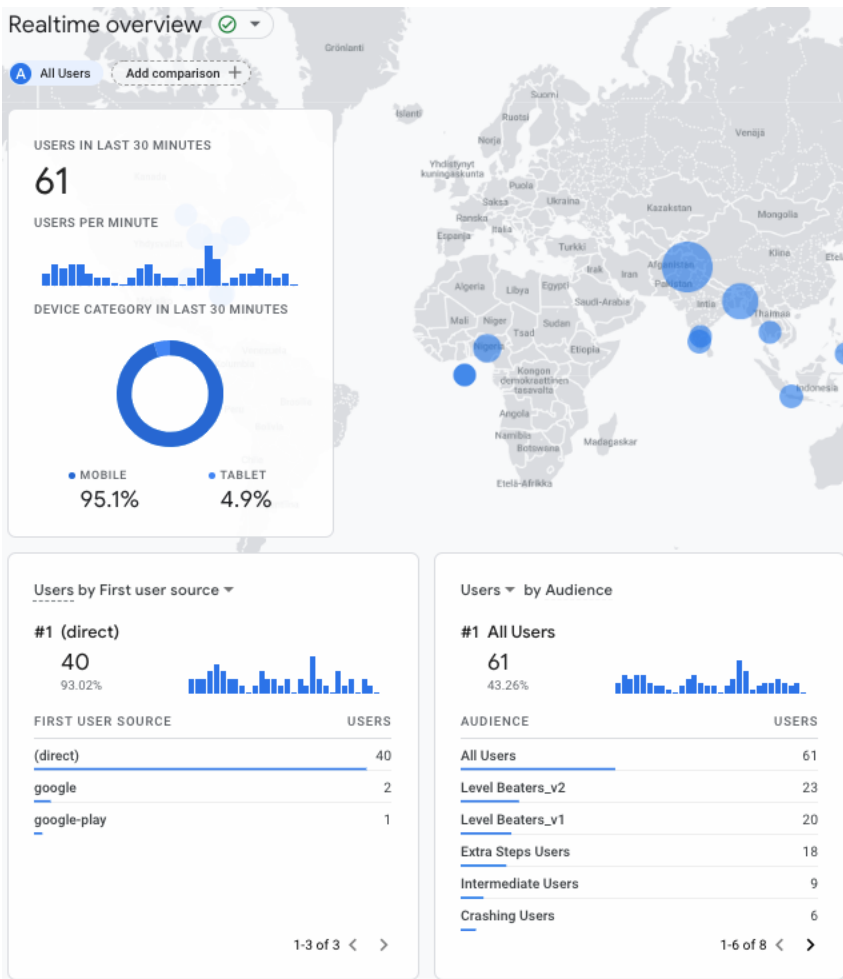 Realtime overview
A All Users Add comparison +
USERS IN LAST 30 MINUTES
61
USERS PER MINUTE
DEVICE CATEGORY IN LAST 30 MINUTES
MOBILE TABLET
95.1% 4.9%
Grönlanti
Islanti
Suomi
Ruotsi
Norja
Venäjä
Yhdistynyt
kuningaskunta
Puola
Saksa
Ukraina
Ranska
Kazakstan
Mongolia
Italia
Espanja
Turkki
Kiina
Afganistan
Irak
Iran
Pakistan
Algeria
Libya
Egypti
Saudi-Arabia
Intia
Thaimaa
Mali
Niger
Tsad
Sudan
Nigeria
Etiopia
Kongon
demokraattinen
tasavalta
Indonesia
Angola
Namibia
Botswana
Madagaskar
Etelä-Afrikka
Users by First user source
#1 (direct)
40
93.02%
FIRST USER SOURCE USERS
(direct) 40
google 2
google-play 1
1-3 of 3
Users by Audience
#1 All Users
61
43.26%
AUDIENCE USERS
All Users 61
Level Beaters_v2 23
Level Beaters_v1 20
Extra Steps Users 18
Intermediate Users 9
Crashing Users 6
1-6 of 8